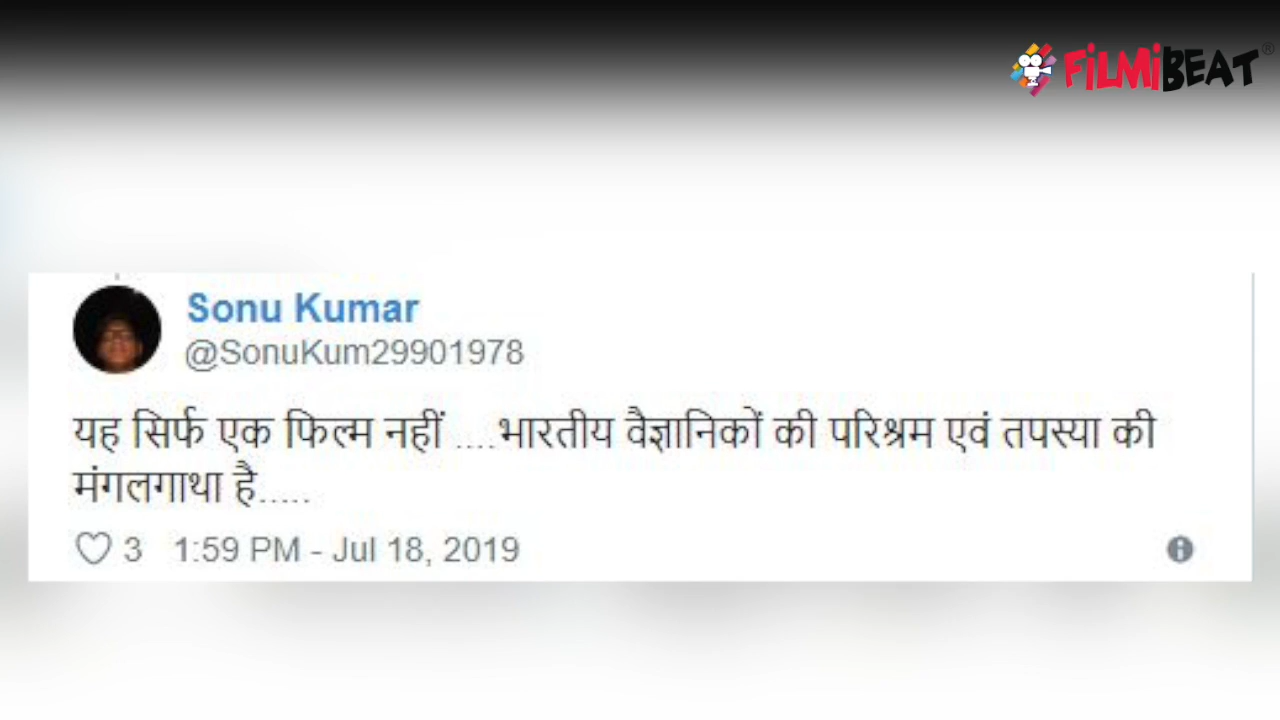 FiLMiBEAT®
Sonu Kumar
@SonuKum29901978
यह सिर्फ एक फिल्म नहीं ....भारतीय वैज्ञानिकों की परिश्रम एवं तपस्या की
मंगलगाथा है.....
3 1:59 PM - Jul 18, 2019